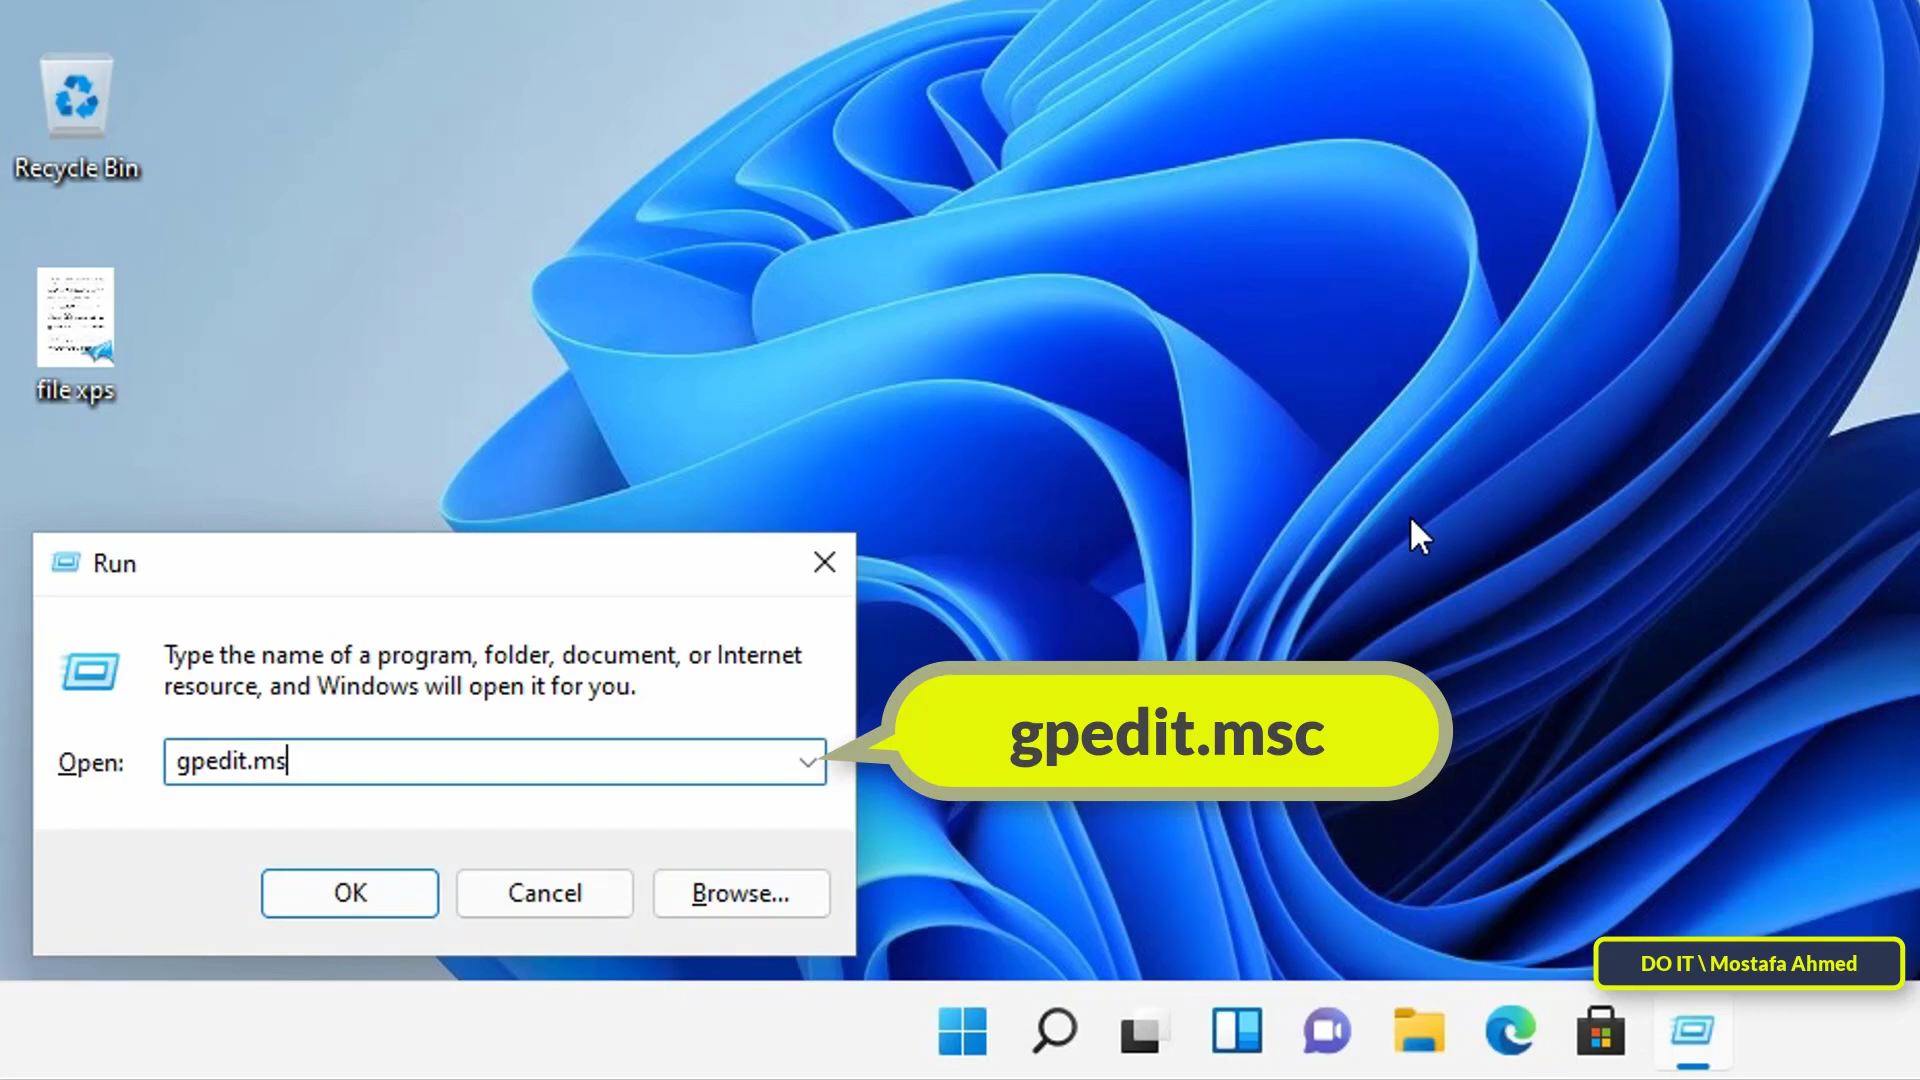 Recycle Bin
file xps
Run
Type the name of a program, folder, document, or Internet
resource, and Windows will open it for you.
Open:
gpedit.ms
gpedit.msc
OK
Cancel
Browse...
DO IT \ Mostafa Ahmed